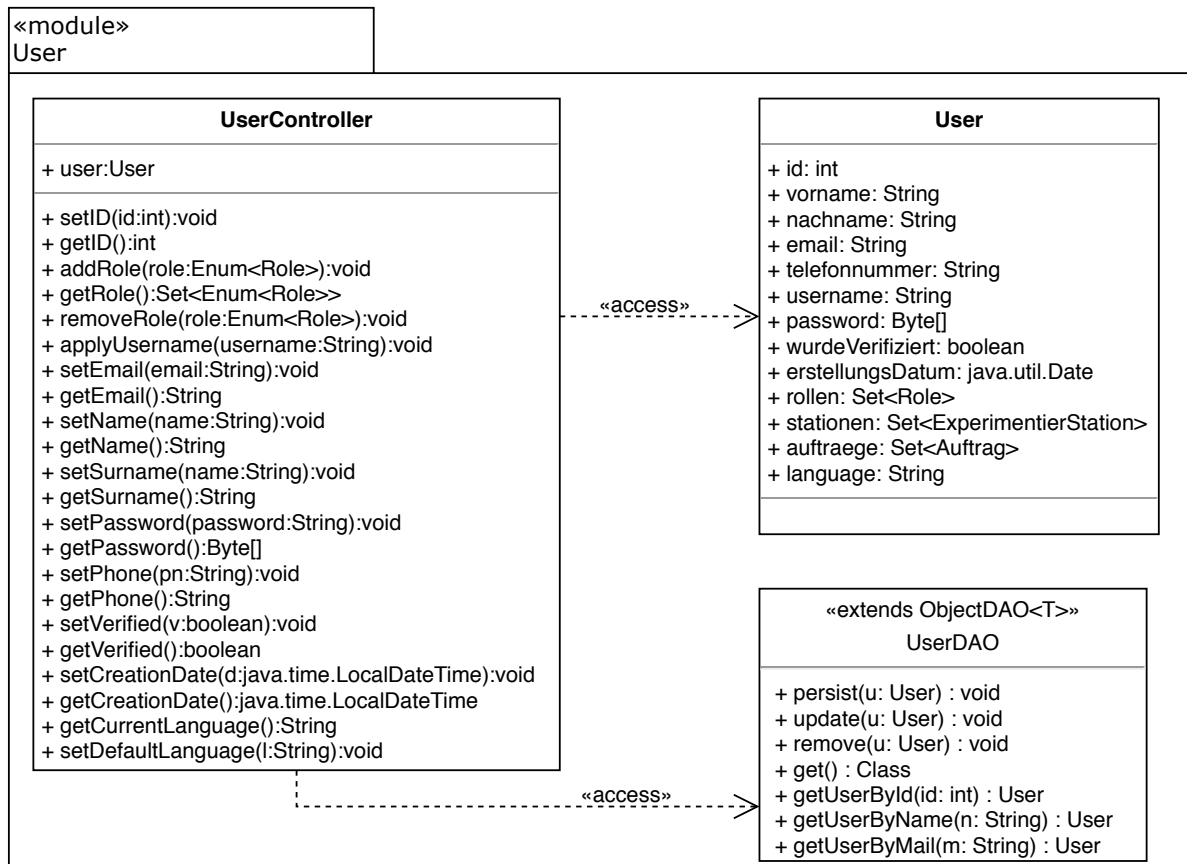 «module»
User
UserController
+ user:User
+ setID(id:int):void
+ getID():int
+ addRole(role:Enum<Role>):void
+ getRole():Set<Enum<Role>>
+ removeRole(role:Enum<Role>):void
+ applyUsername(username:String):void
+ setEmail(email:String):void
+ getEmail():String
+ setName(name:String):void
+ getName():String
+ setSurname(name:String):void
+ getSurname():String
+ setPassword(password:String):void
+ getPassword():Byte[]
+ setPhone(pn:String):void
+ getPhone():String
+ setVerified(v:boolean):void
+ getVerified():boolean
+ setCreationDate(d:java.time.LocalDateTime):void
+ getCreationDate():java.time.LocalDateTime
+ getCurrentLanguage():String
+ setDefaultLanguage(l:String):void
«access»
User
+ id: int
+ vorname: String
+ nachname: String
+ email: String
+ telefonnummer: String
+ username: String
+ password: Byte[]
+ wurdeVerifiziert: boolean
+ erstellungsDatum: java.util.Date
+ rollen: Set<Role>
+ stationen: Set<ExperimentierStation>
+ auftraege: Set<Auftrag>
+ language: String
«access»
«extends ObjectDAO<T>»
UserDAO
+ persist(u: User) : void
+ update(u: User) : void
+ remove(u: User) : void
+ get() : Class
+ getUserById(id: int) : User
+ getUserByName(n: String) : User
+ getUserByMail(m: String) : User